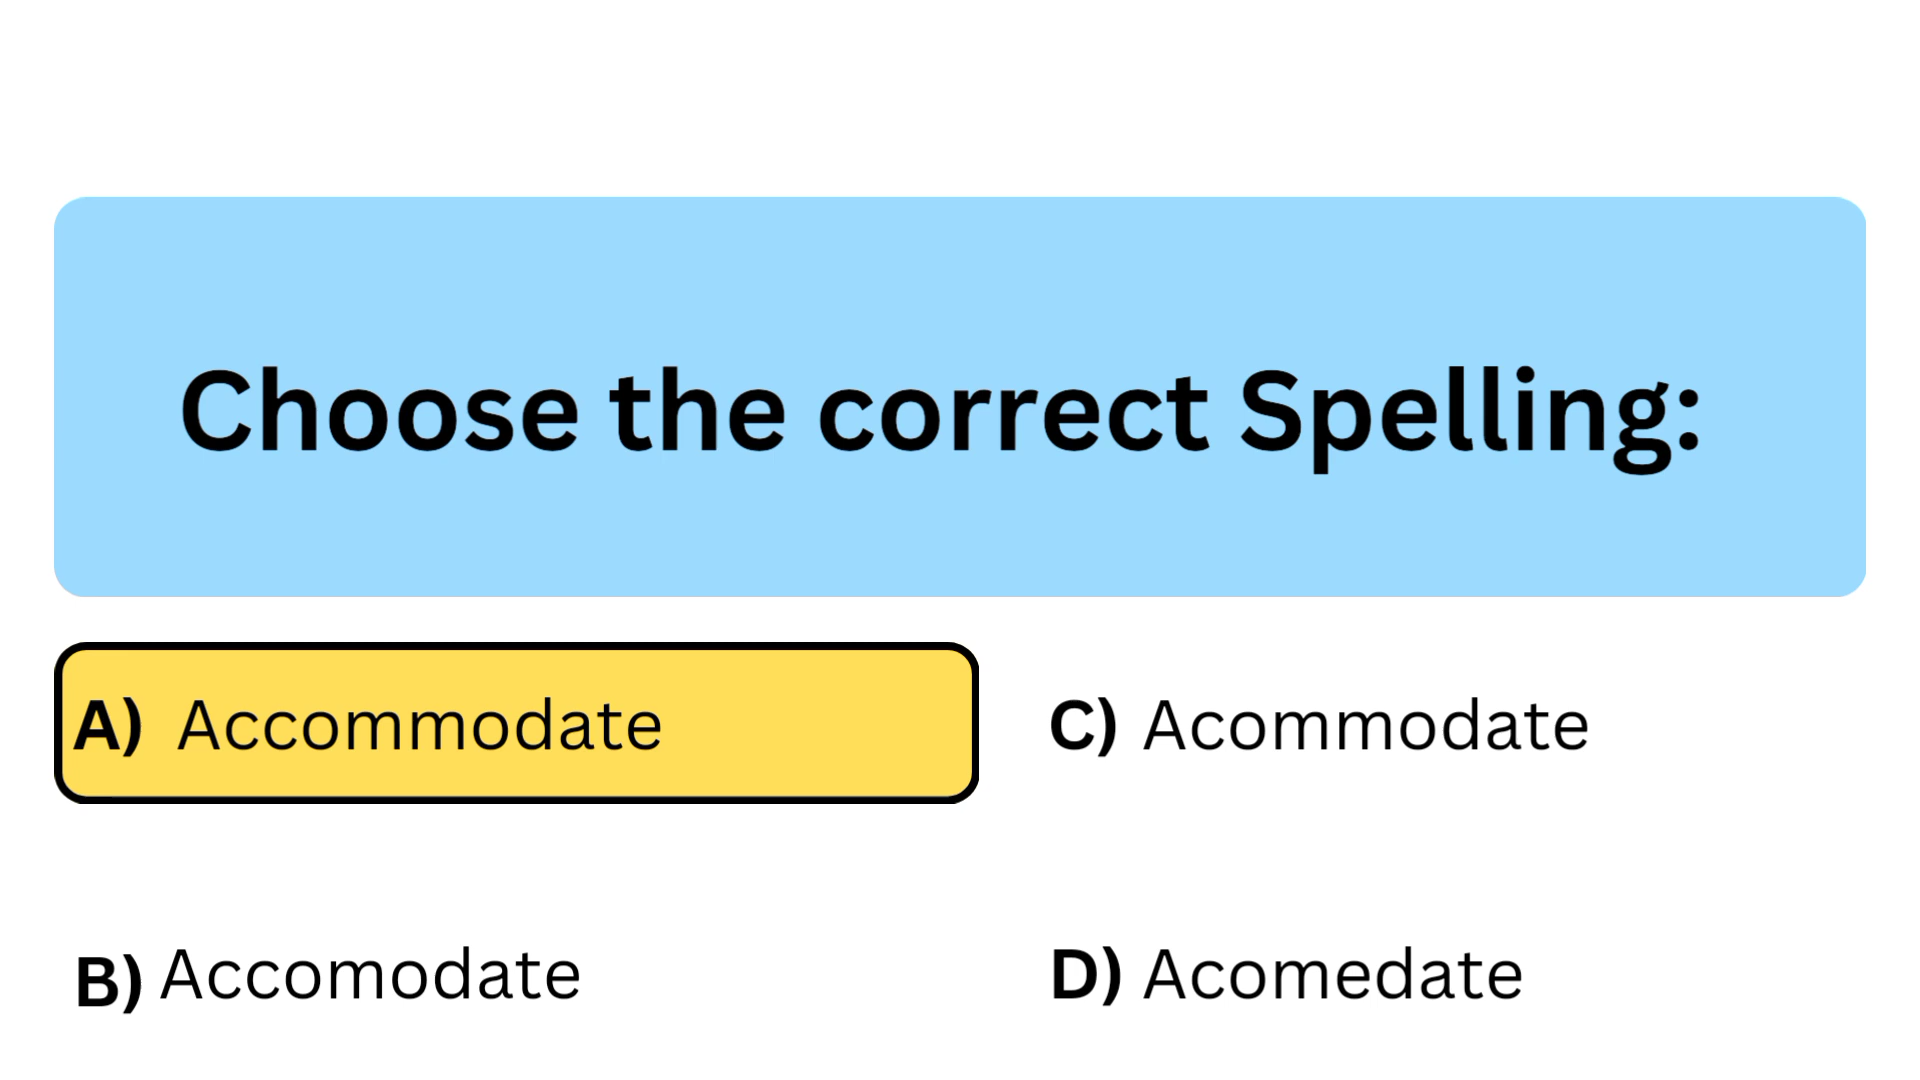 Choose the correct Spelling:
A) Accommodate
B) Accomodate
C) Acommodate
D) Acomedate